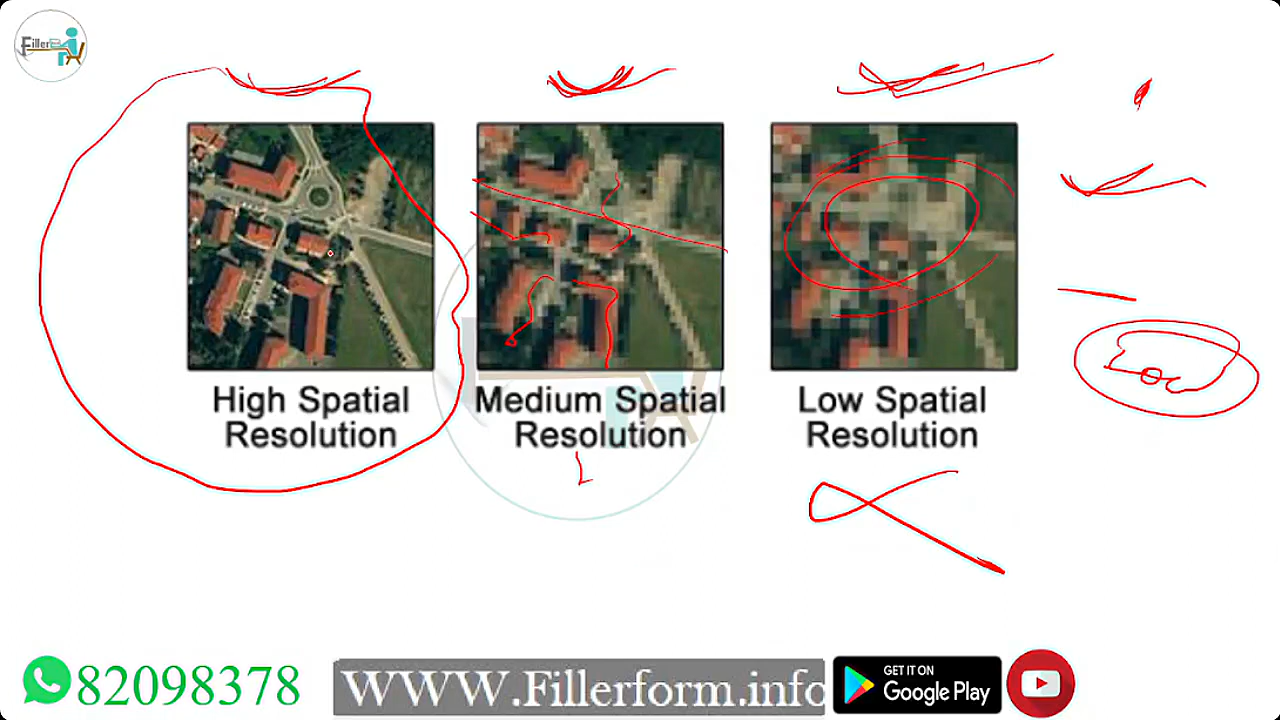 Filler
High Spatial
Resolution
Medium Spatial
Resolution
Low Spatial
Resolution
82098378
WWW.Fillerform.info
GET IT ON
Google Play